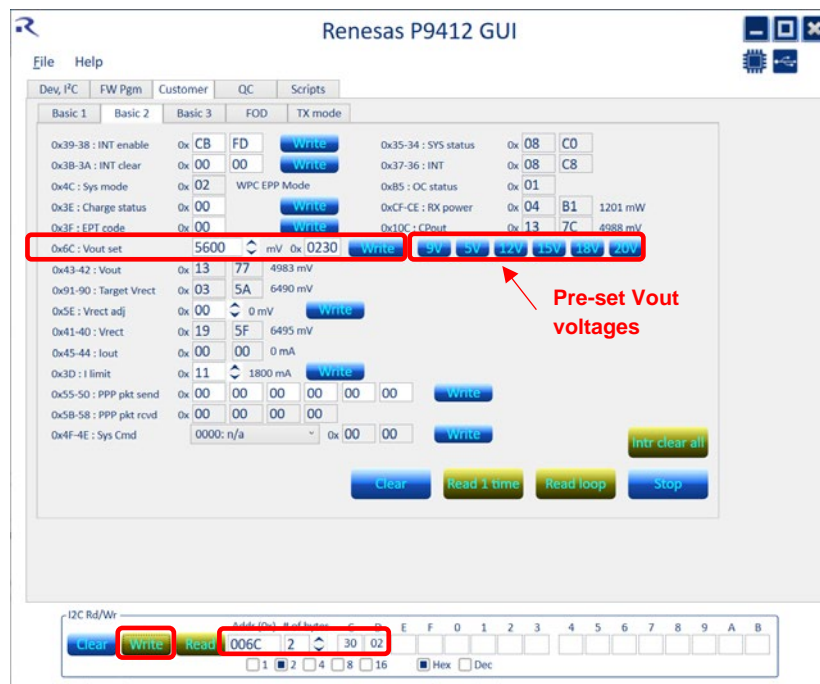 Renesas P9412 GUI
File Help
Dev, I²C FW Pgm Customer QC Scripts
Basic 1 Basic 2 Basic 3 FOD TX mode
0x39-38 : INT enable 0x CB FD Write 0x35-34 : SYS status 0x 08 C0
0x3B-3A : INT clear 0x 00 00 Write 0x37-36 : INT 0x 08 C8
0x4C : Sys mode 0x 02 WPC EPP Mode 0xB5 : OC status 0x 01
0x3E : Charge status 0x 00 Write 0xCF-CE : RX power 0x 04 B1 1201 mW
0x3F : EPT code 0x 00 Write 0x10C : CPout 0x 13 7C 4988 mV
0x6C : Vout set 5600 mV 0x 0230 Write 9V 5V 12V 15V 18V 20V
0x43-42 : Vout 0x 13 77 4983 mV
0x91-90 : Target Vrect 0x 03 5A 6490 mV
0x5E : Vrect adj 0x 00 0 mV Write
0x41-40 : Vrect 0x 19 5F 6495 mV
0x45-44 : Iout 0x 00 00 0 mA
0x3D : I limit 0x 11 1800 mA Write
0x55-50 : PPP pkt send 0x 00 00 00 00 00 00 Write
0x5B-58 : PPP pkt rcvd 0x 00 00 00 00
0x4F-4E : Sys Cmd 0000: n/a 0x 00 00 Write
Pre-set Vout
voltages
Intr clear all
Clear Read 1 time Read loop Stop
I2C Rd/Wr
Addr (0x) # of bytes C D E F 0 1 2 3 4 5 6 7 8 9 A B
Clear Write Read 006C 2 30 02
1 2 4 8 16 Hex Dec